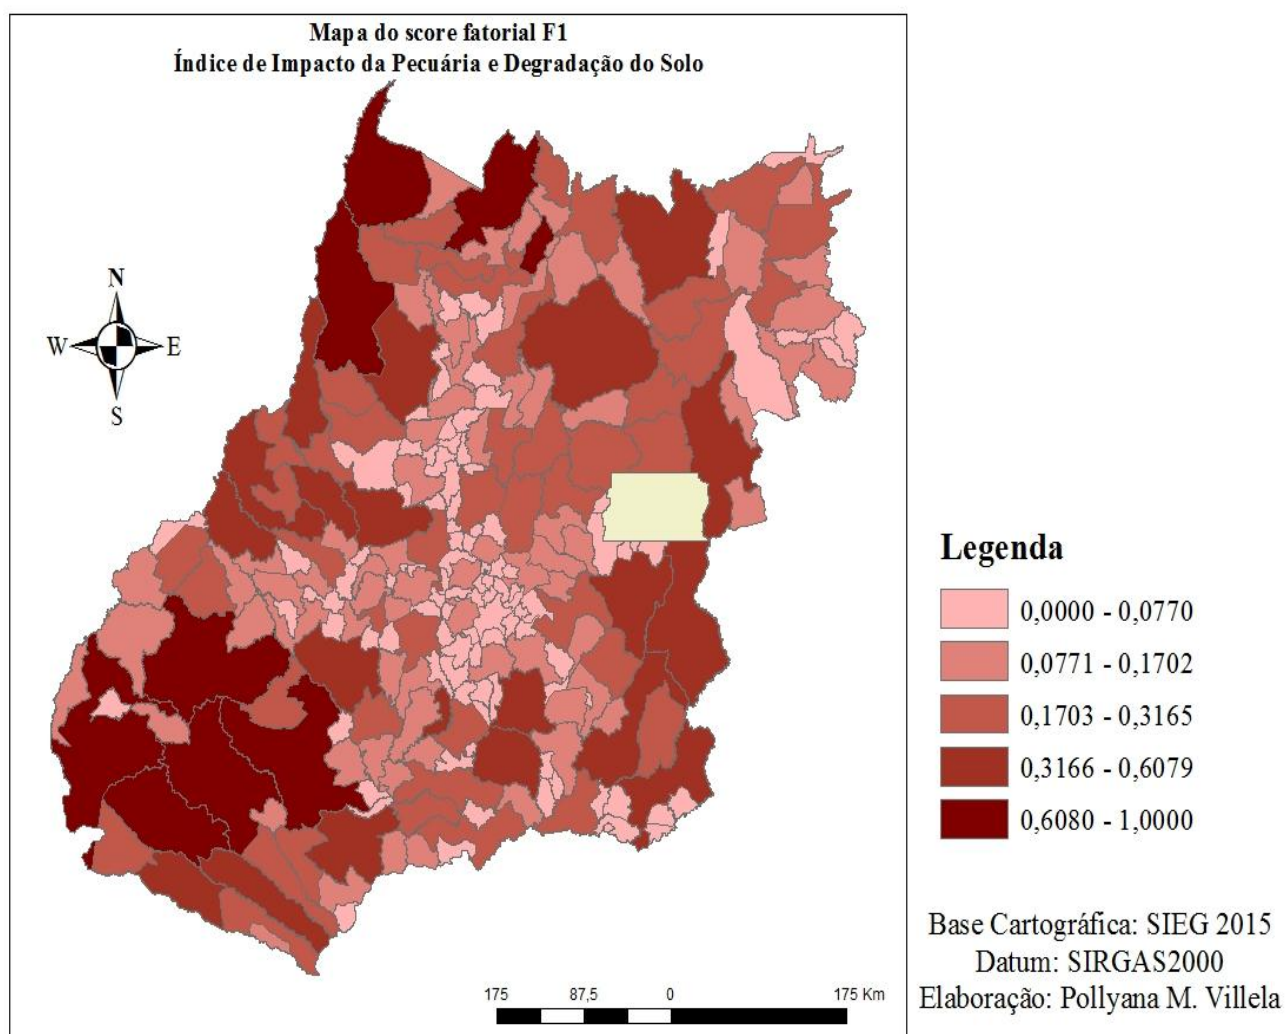 Mapa do score fatorial F1
Índice de Impacto da Pecuária e Degradação do Solo
N
W E
S
Legenda
0,0000 - 0,0770
0,0771 - 0,1702
0,1703 - 0,3165
0,3166 - 0,6079
0,6080 - 1,0000
Base Cartográfica: SIEG 2015
Datum: SIRGAS2000
Elaboração: Pollyana M. Villela
175 87,5 0 175 Km